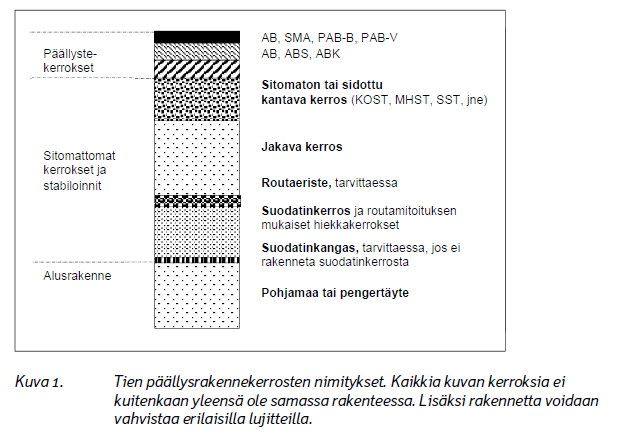 Päällyste-
kerrokset
AB, SMA, PAB-B, PAB-V
AB, ABS, ABK
Sitomaton tai sidottu
kantava kerros (KOST, MHST, SST, jne)
Sitomattomat
kerrokset ja
stabiloinnit
Jakava kerros
Routaeriste, tarvittaessa
Suodatinkerros ja routamitoituksen
mukaiset hiekkakerrokset
Suodatinkangas, tarvittaessa, jos ei
rakenneta suodatinkerrosta
Alusrakenne
Pohjamaa tai pengertäyte
Kuva 1. Tien päällysrakennekerrosten nimitykset. Kaikkia kuvan kerroksia ei
kuitenkaan yleensä ole samassa rakenteessa. Lisäksi rakennetta voidaan
vahvistaa erilaisilla lujitteilla.